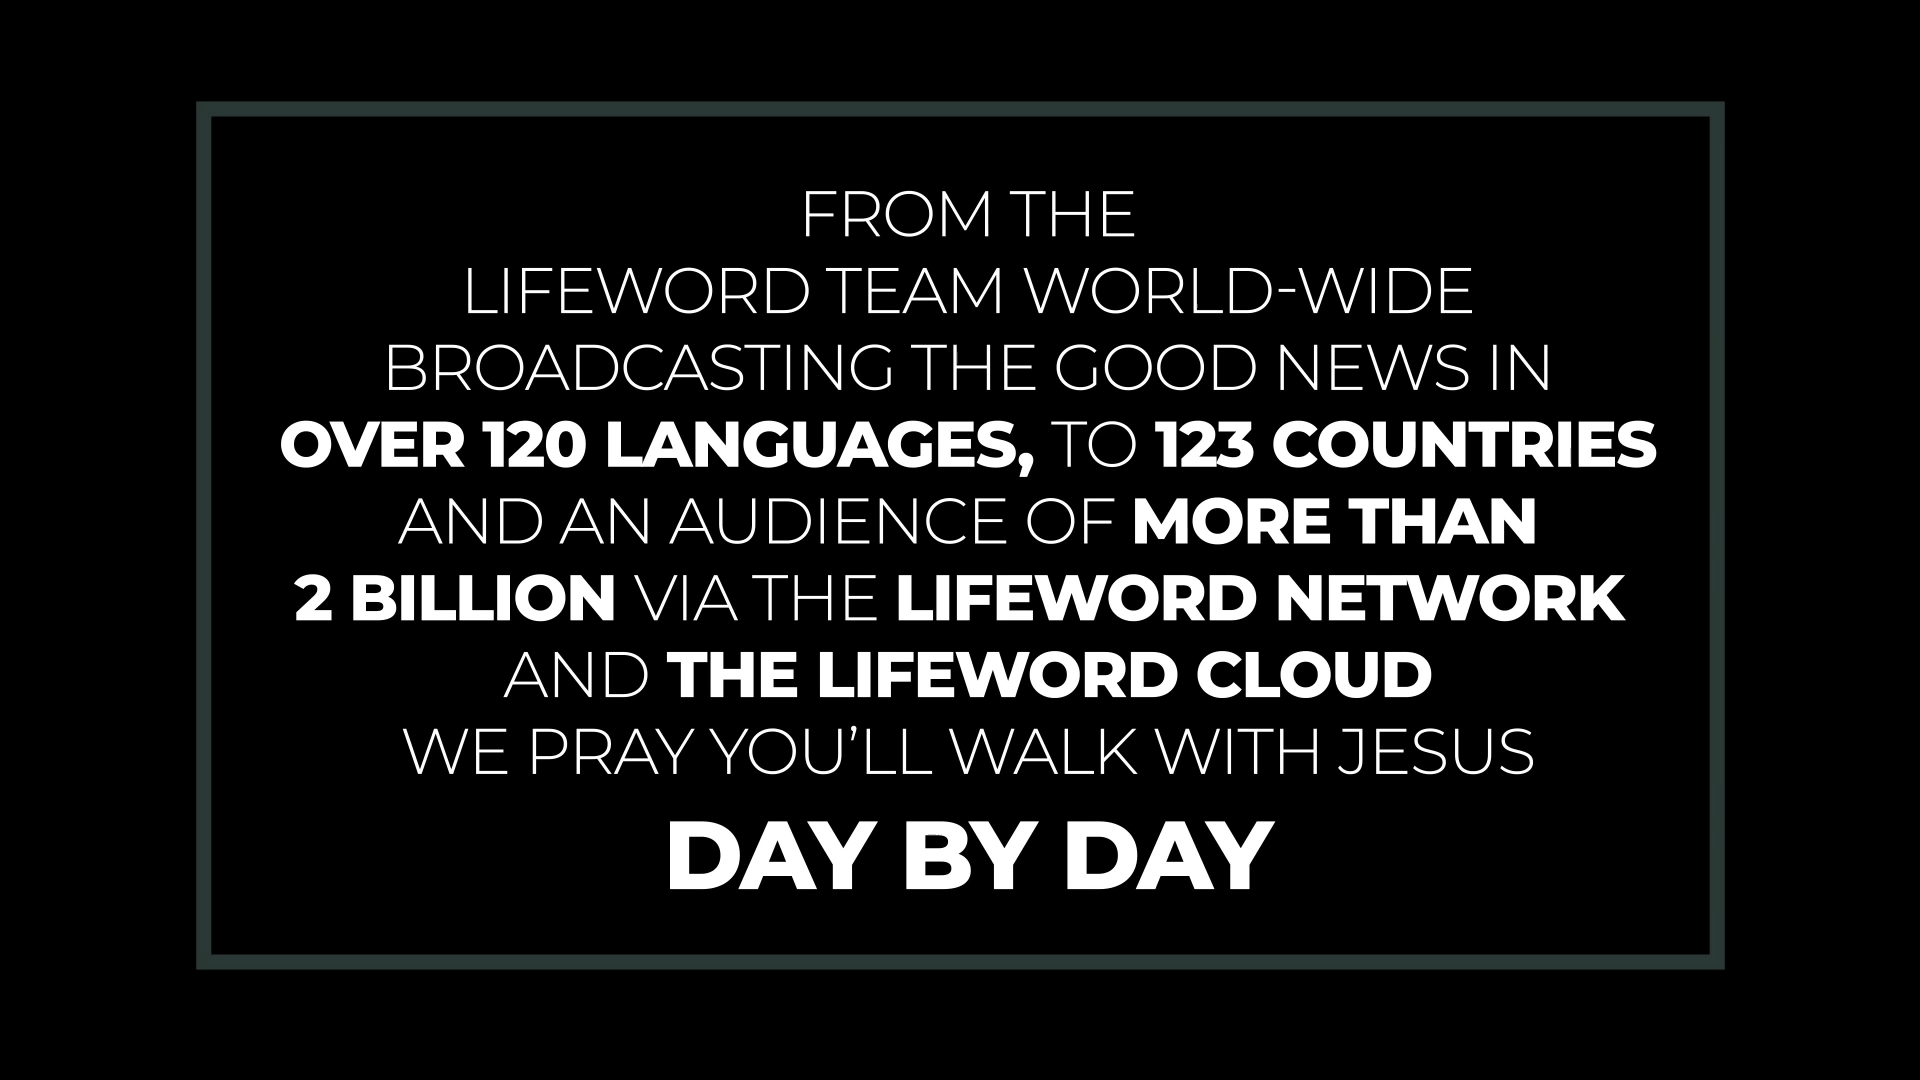 FROM THE
LIFEWORD TEAM WORLD-WIDE
BROADCASTING THE GOOD NEWS IN
OVER 120 LANGUAGES, TO 123 COUNTRIES
AND AN AUDIENCE OF MORE THAN
2 BILLION VIA THE LIFEWORD NETWORK
AND THE LIFEWORD CLOUD
WE PRAY YOU’LL WALK WITH JESUS
DAY BY DAY